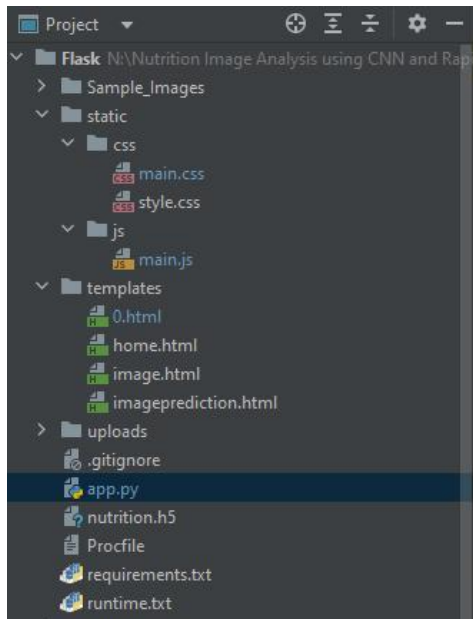 Project
Flask N:\Nutrition Image Analysis using CNN and Rap
Sample_Images
static
css
main.css
style.css
js
main.js
templates
0.html
home.html
image.html
imageprediction.html
uploads
.gitignore
app.py
nutrition.h5
Procfile
requirements.txt
runtime.txt